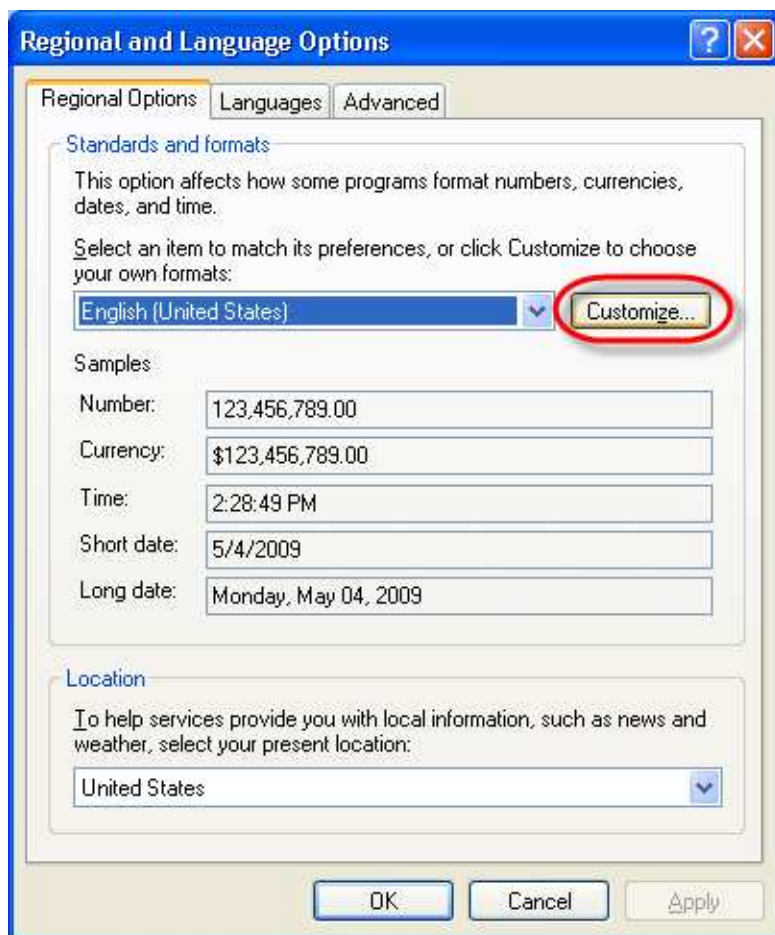 Regional and Language Options
Regional Options Languages Advanced
Standards and formats
This option affects how some programs format numbers, currencies,
dates, and time.
Select an item to match its preferences, or click Customize to choose
your own formats:
English (United States) Customize...
Samples
Number: 123,456,789.00
Currency: $123,456,789.00
Time: 2:28:49 PM
Short date: 5/4/2009
Long date: Monday, May 04, 2009
Location
To help services provide you with local information, such as news and
weather, select your present location:
United States
OK Cancel Apply